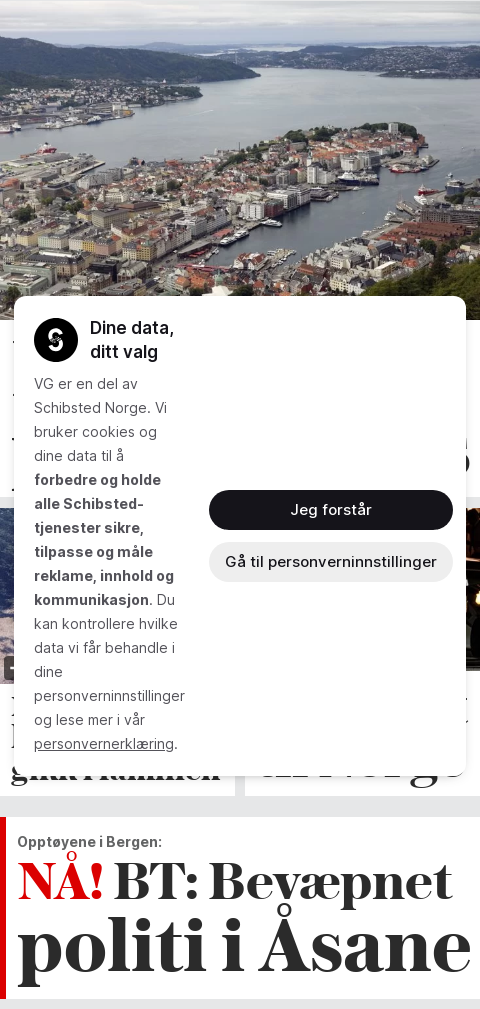 Dine data,
ditt valg
VG er en del av
Schibsted Norge. Vi
bruker cookies og
dine data til å
forbedre og holde
alle Schibsted-
tjenester sikre,
tilpasse og måle
reklame, innhold og
kommunikasjon. Du
kan kontrollere hvilke
data vi får behandle i
dine
personverninnstillinger
og lese mer i vår
personvernerklæring.
Jeg forstår
Gå til personverninnstillinger
Opptøyene i Bergen:
NÅ! BT: Bevæpnet
politi i Åsane